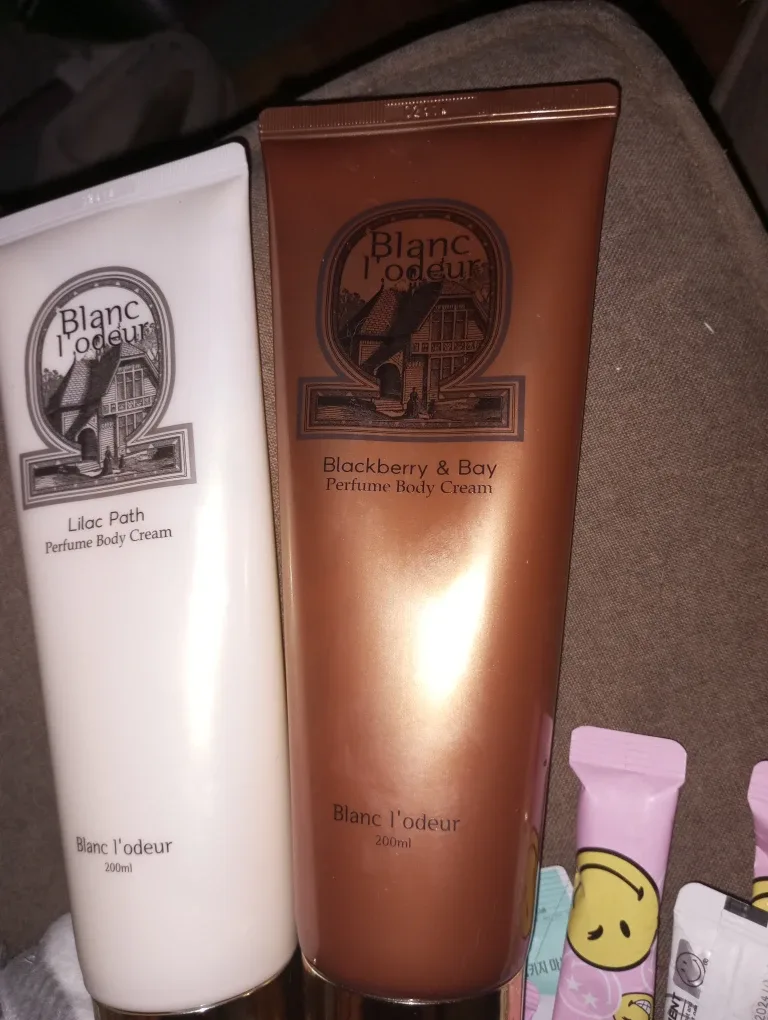 Blanc
l'odeur
Lilac Path
Perfume Body Cream
Blanc l'odeur
200ml
Blanc
l'odeur
Blackberry & Bay
Perfume Body Cream
Blanc l'odeur
200ml